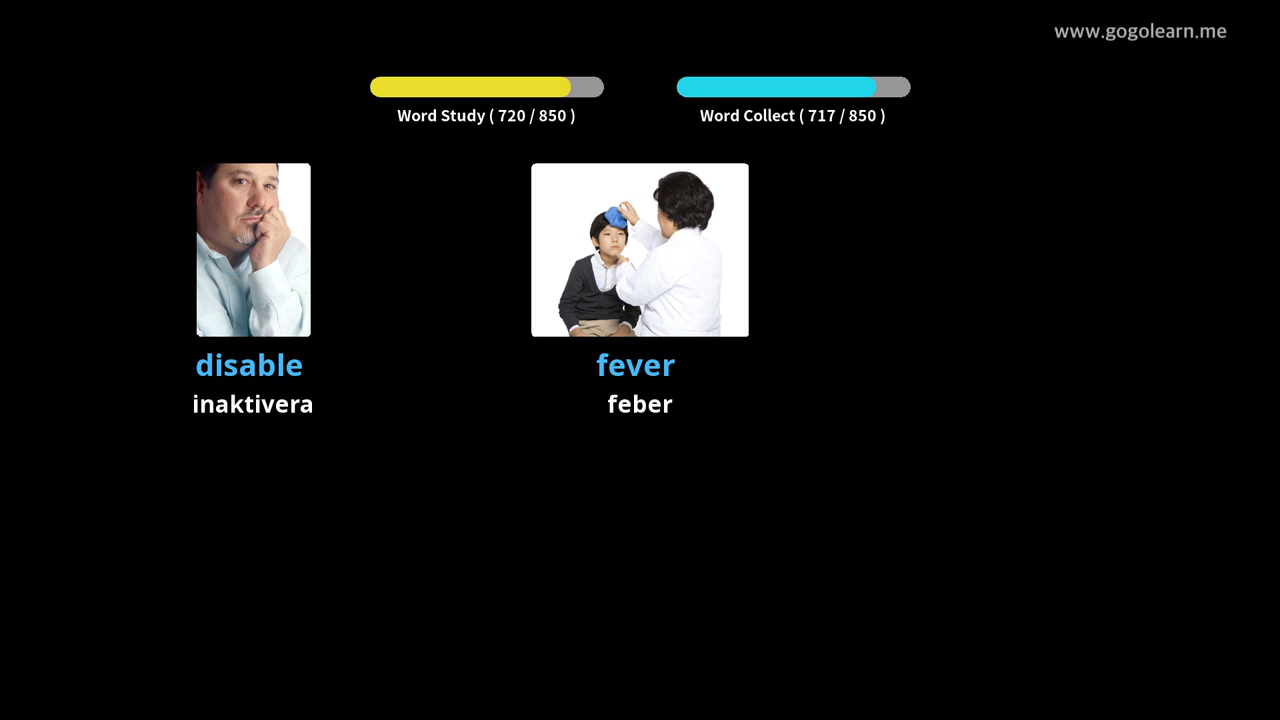 www.gogolearn.me
Word Study ( 720 / 850 )
Word Collect ( 717 / 850 )
disable
inaktivera
fever
feber